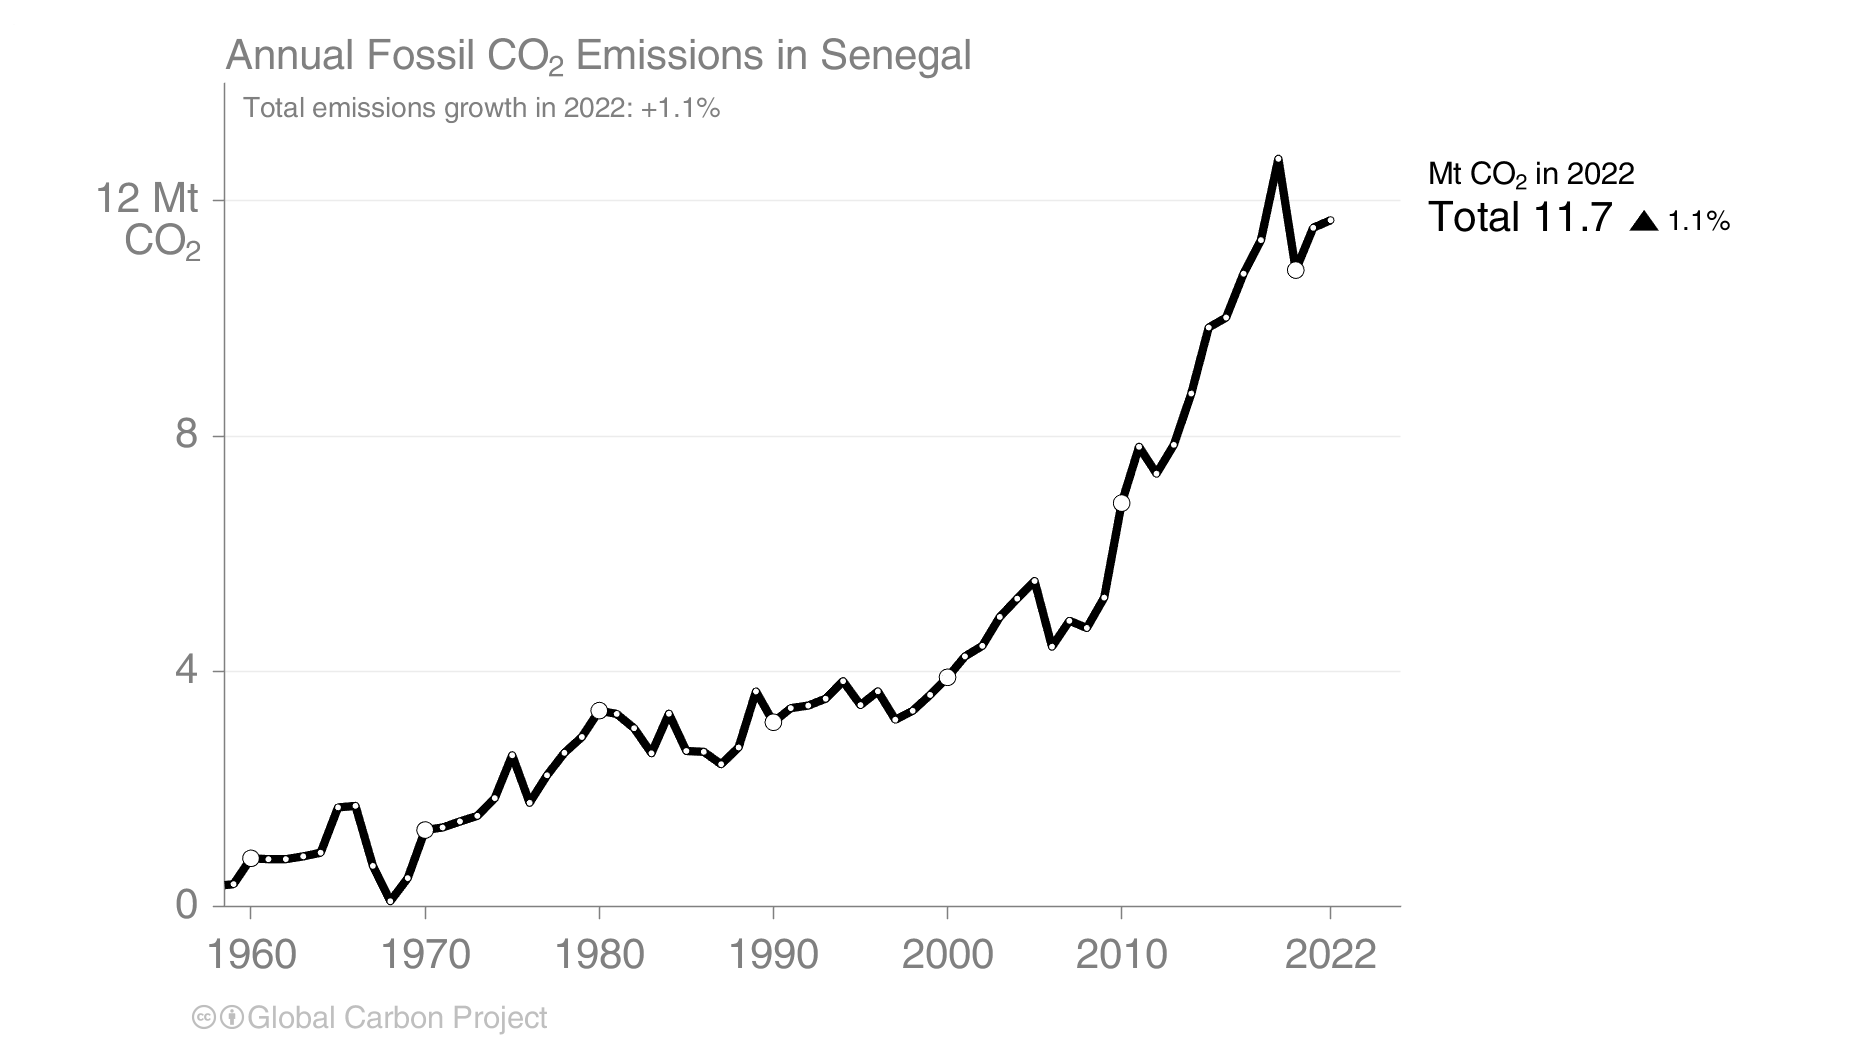 Annual Fossil CO₂ Emissions in Senegal
Total emissions growth in 2022: +1.1%
Mt CO₂ in 2022
Total 11.7 ▲ 1.1%
12 Mt
CO₂
8
4
0
1960 1970 1980 1990 2000 2010 2022
cc Global Carbon Project